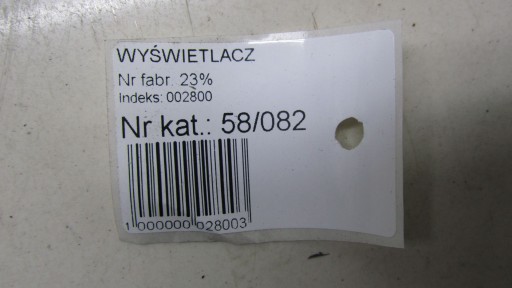 WYŚWIETLACZ
Nr fabr. 23%
Indeks: 002800
Nr kat.: 58/082
1 000000 028003